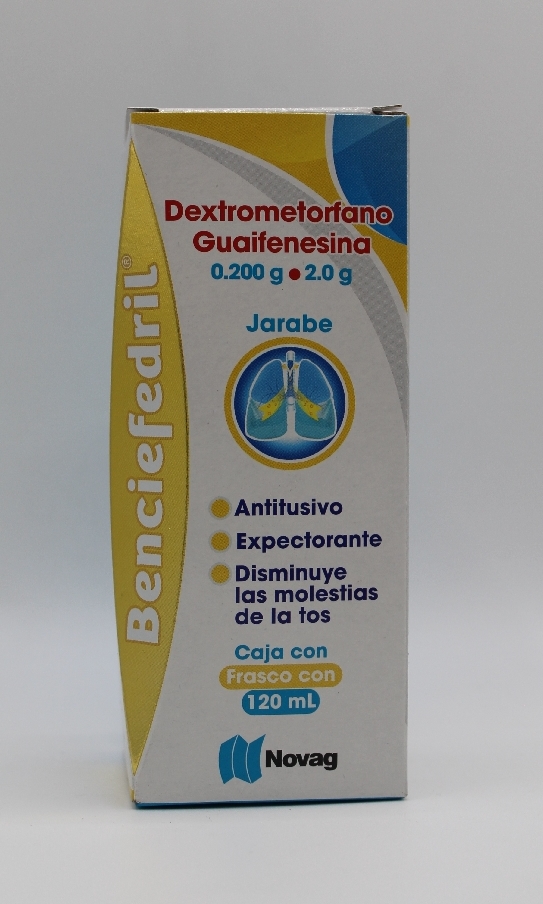 Benciefedril®
Dextrometorfano
Guaifenesina
0.200 g • 2.0 g
Jarabe
Antitusivo
Expectorante
Disminuye
las molestias
de la tos
Caja con
Frasco con
120 mL
Novag